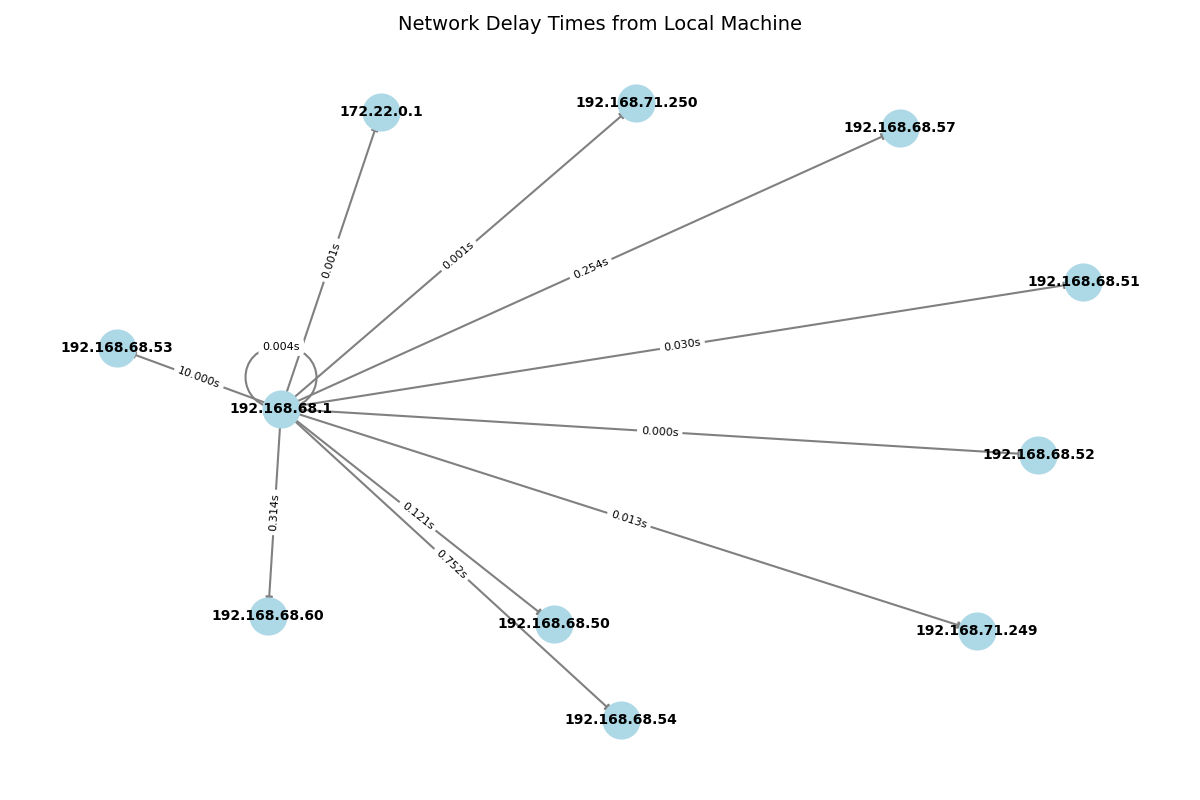 Network Delay Times from Local Machine
192.168.71.250
172.22.0.1
192.168.68.57
0.001s
0.001s
0.254s
192.168.68.51
0.030s
0.004s
192.168.68.53
10.000s
192.168.68.1
0.000s
192.168.68.52
0.314s
0.121s
0.013s
0.752s
192.168.68.60
192.168.68.50
192.168.71.249
192.168.68.54